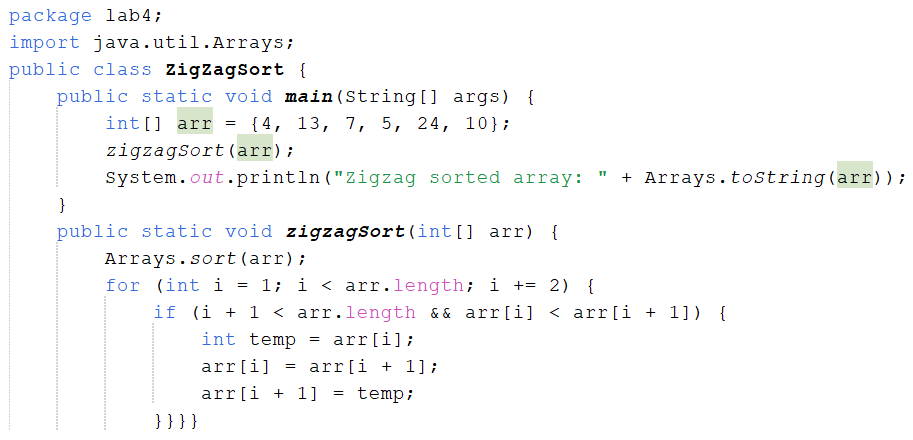 package lab4;
import java.util.Arrays;
public class ZigZagSort {
    public static void main(String[] args) {
        int[] arr = {4, 13, 7, 5, 24, 10};
        zigzagSort(arr);
        System.out.println("Zigzag sorted array: " + Arrays.toString(arr));
    }
    public static void zigzagSort(int[] arr) {
        Arrays.sort(arr);
        for (int i = 1; i < arr.length; i += 2) {
            if (i + 1 < arr.length && arr[i] < arr[i + 1]) {
                int temp = arr[i];
                arr[i] = arr[i + 1];
                arr[i + 1] = temp;
            }}}}